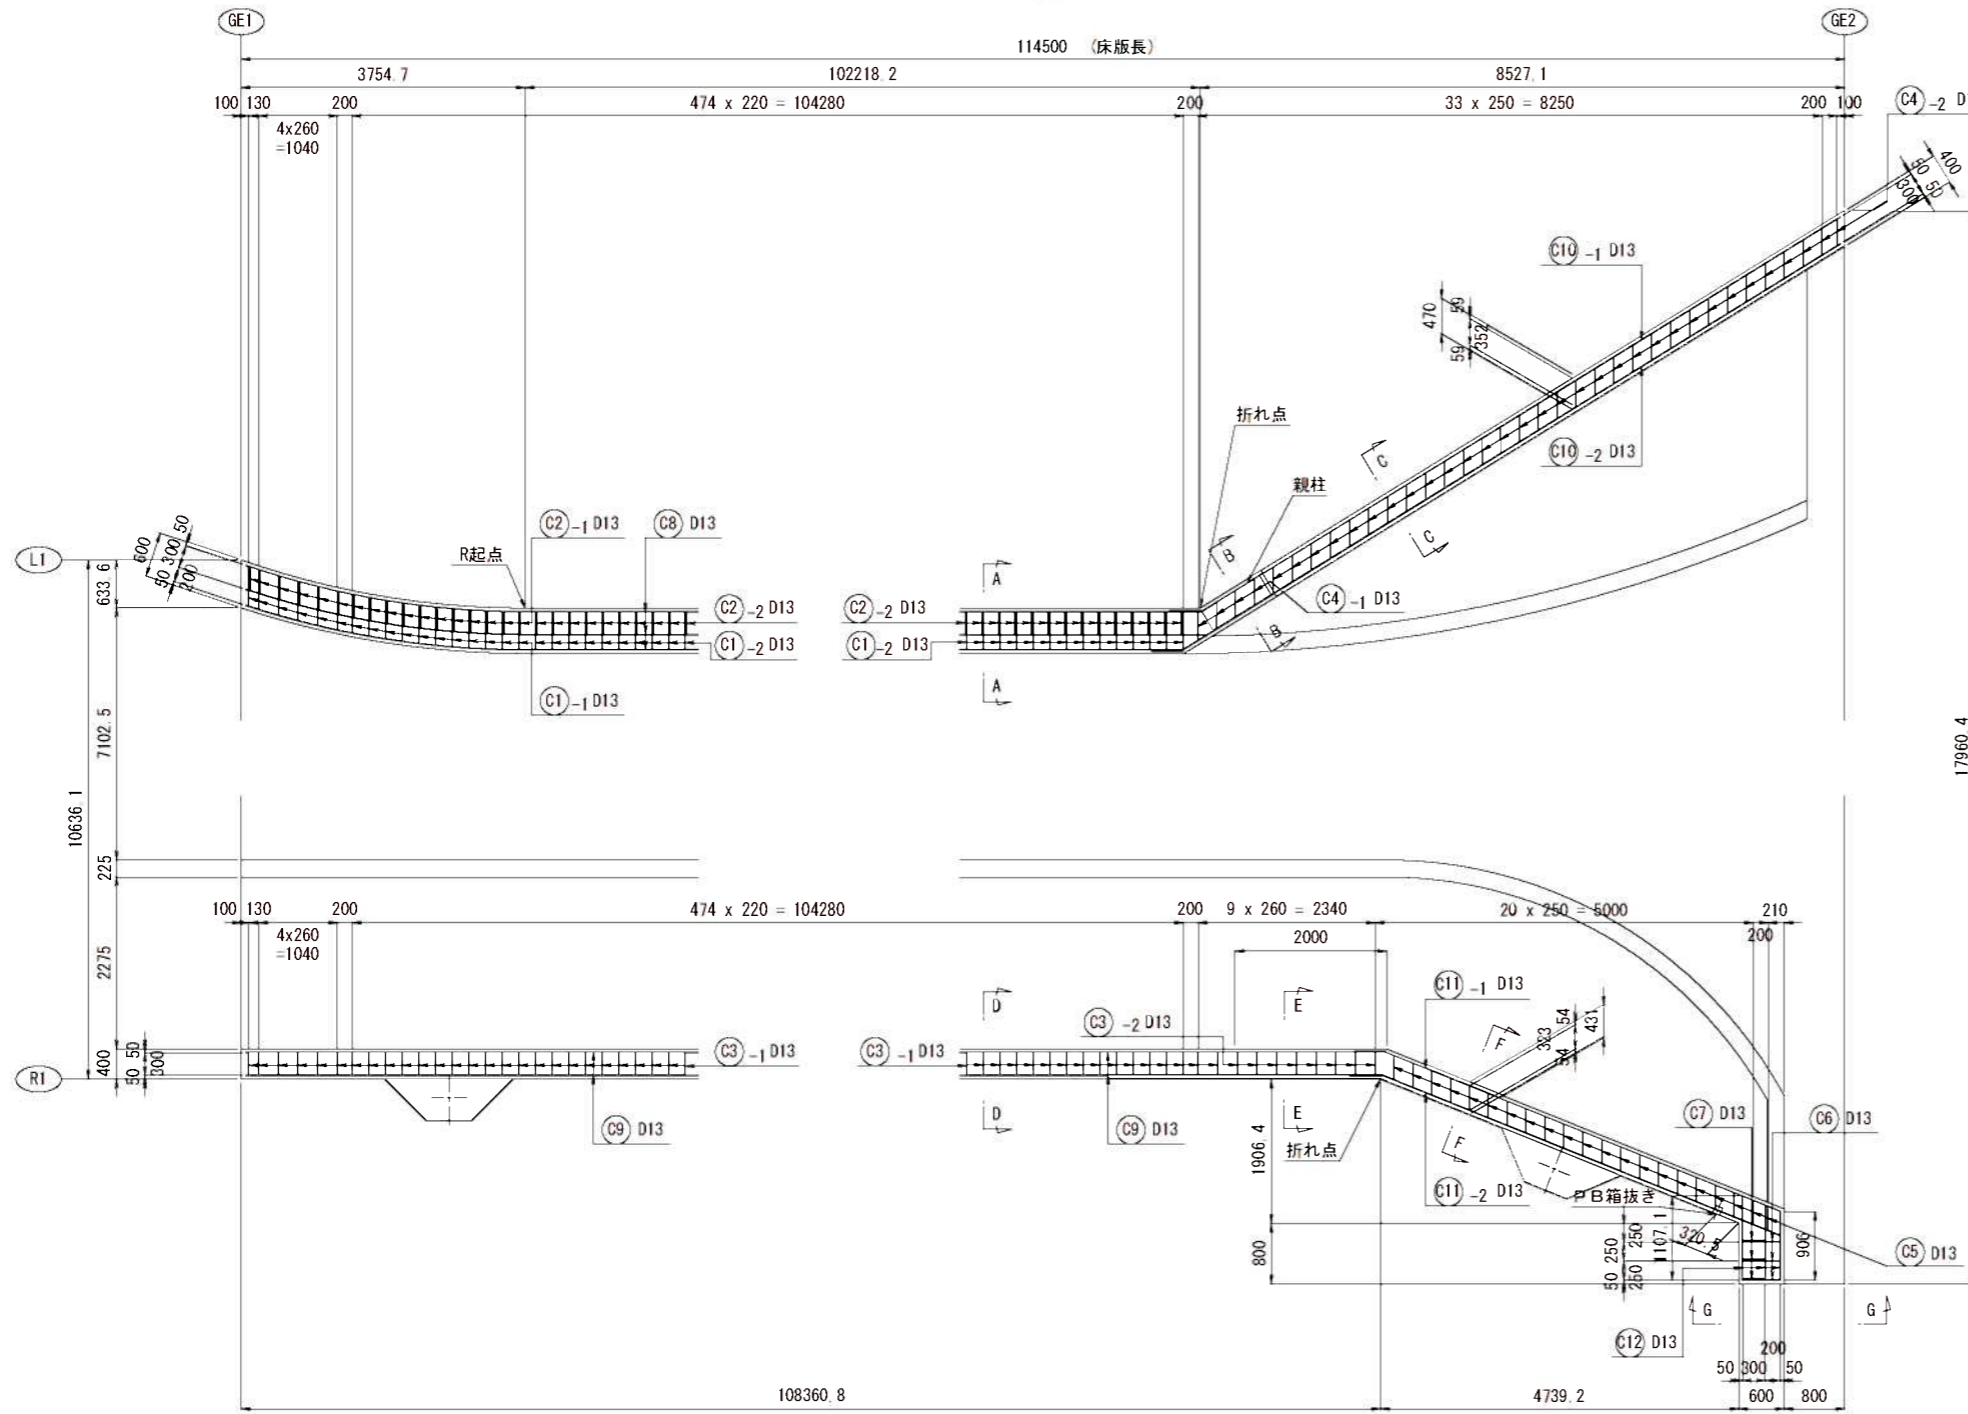 GE1
GE2
114500 (床版長)
3754.7
102218.2
8527.1
100 130
200
474 x 220 = 104280
200
33 x 250 = 8250
200 100
4x260
=1040
C4 -2 D1
50
300
50
400
C10 -1 D13
470
59
352
59
折れ点
C10 -2 D13
C
親柱
C2 -1 D13
C8 D13
R起点
L1
600
50
300
200
50
633.6
A
B
C
C2 -2 D13
C2 -2 D13
C4 -1 D13
C1 -2 D13
C1 -2 D13
B
C1 -1 D13
A
7102.5
10636.1
17960.4
225
100 130
200
474 x 220 = 104280
200
9 x 260 = 2340
20 x 250 = 5000
210
4x260
=1040
2000
200
2275
C11 -1 D13
D
E
C3 -2 D13
F
323
54
54
431
400
50
300
50
R1
C3 -1 D13
C3 -1 D13
C7 D13
C6 D13
D
E
C9 D13
C9 D13
1906.4
折れ点
F
C11 -2 D13
PB箱抜き
1107.1
320.5
906
250
250
250
50
800
C5 D13
G
G
C12 D13
200
50 300 50
108360.8
4739.2
600
800